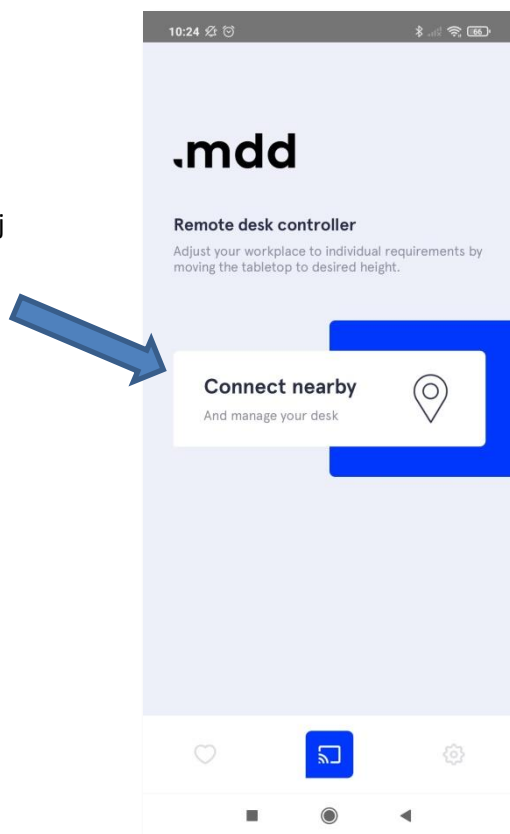 10:24
66
.mdd
j
Remote desk controller
Adjust your workplace to individual requirements by
moving the tabletop to desired height.
Connect nearby
And manage your desk